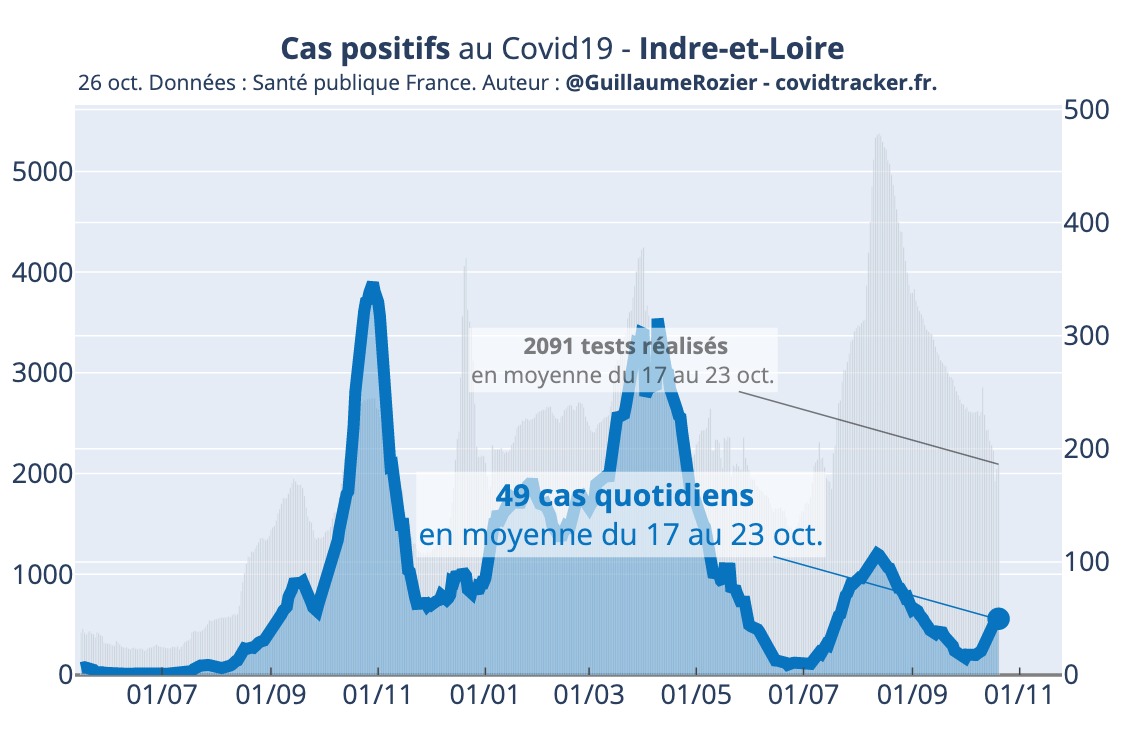 Cas positifs au Covid19 - Indre-et-Loire
26 oct. Données : Santé publique France. Auteur : @GuillaumeRozier - covidtracker.fr.
500
5000
400
4000
300
2091 tests réalisés
3000
en moyenne du 17 au 23 oct.
200
2000
49 cas quotidiens
en moyenne du 17 au 23 oct.
100
1000
0
0
01/07 01/09 01/11 01/01 01/03 01/05 01/07 01/09 01/11